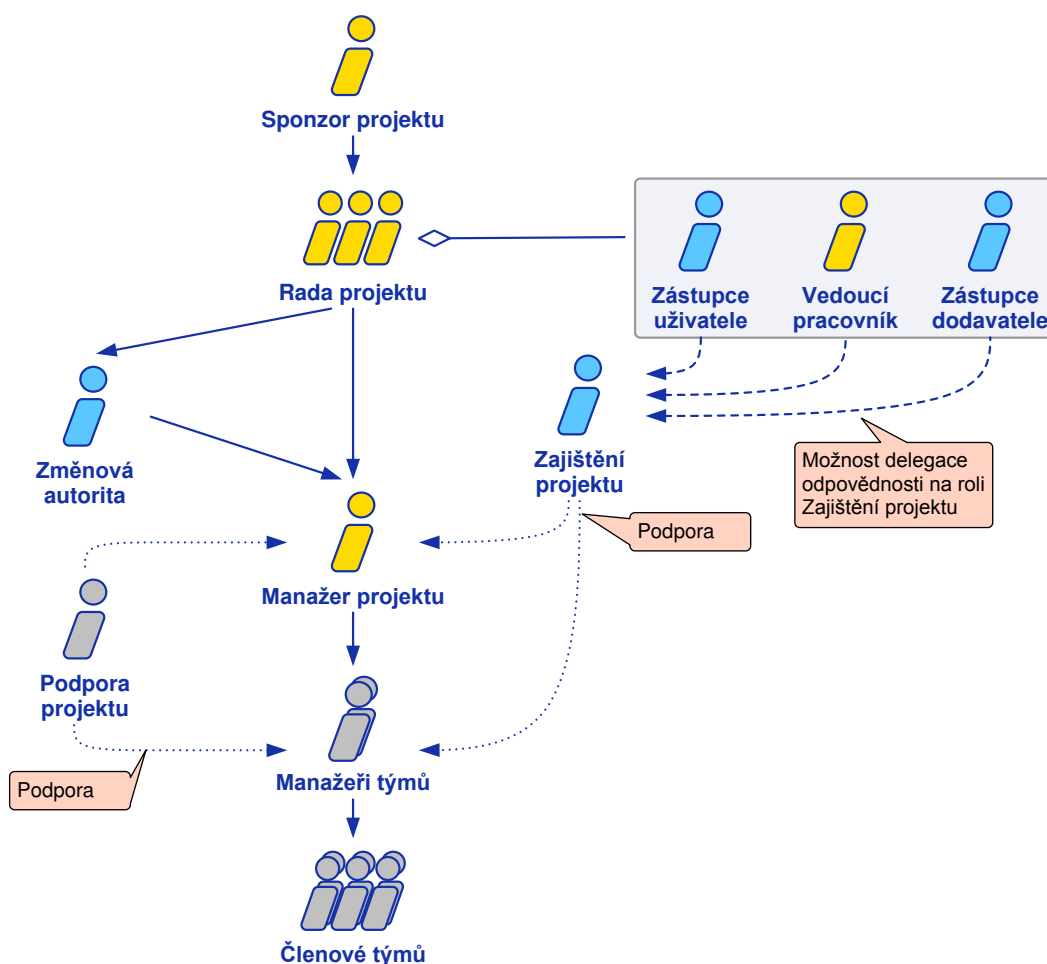 Sponzor projektu
Rada projektu
Zástupce
uživatele
Vedoucí
pracovník
Zástupce
dodavatele
Změnová
autorita
Zajištění
projektu
Možnost delegace
odpovědnosti na roli
Zajištění projektu
Podpora
Manažer projektu
Podpora
projektu
Podpora
Manažeři týmů
Členové týmů